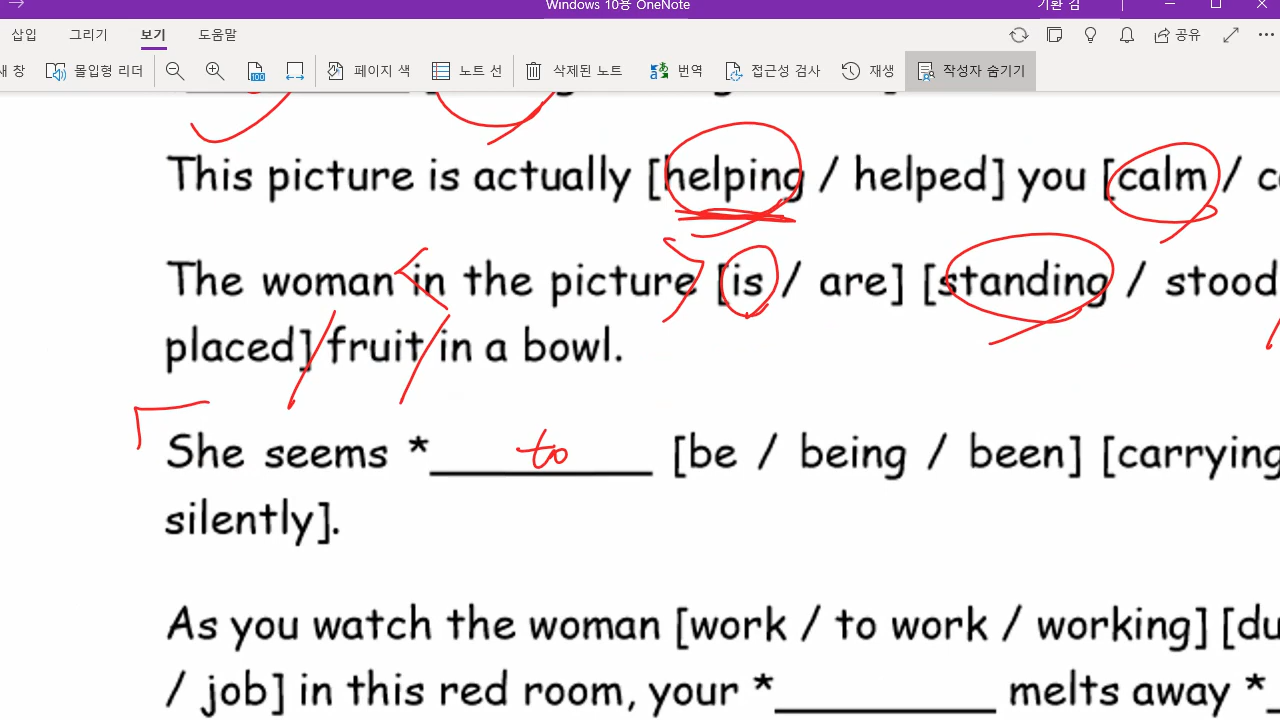 Windows 10용 OneNote
기환 김
삽입 그리기 보기 도움말 공유
새 창 몰입형 리더 100 페이지 색 노트 선 삭제된 노트 번역 접근성 검사 재생 작성자 숨기기
This picture is actually [helping / helped] you [calm /
The woman in the picture [is / are] [standing / stood
placed] fruit in a bowl.
She seems * to [be / being / been] [carrying
silently].
As you watch the woman [work / to work / working] [du
/ job] in this red room, your *__________ melts away *